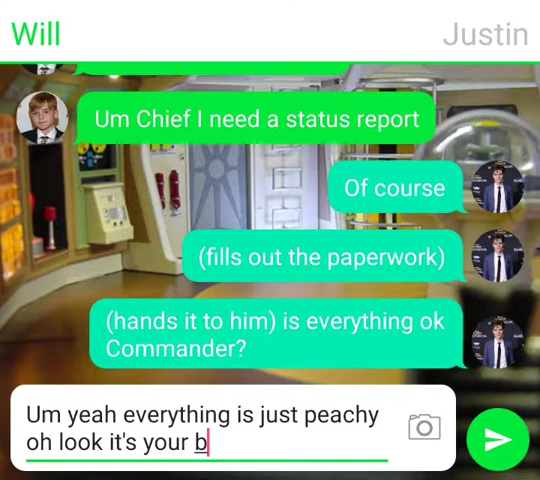 Will
Justin
Um Chief I need a status report
Of course
(fills out the paperwork)
(hands it to him) is everything ok
Commander?
Um yeah everything is just peachy
oh look it's your b